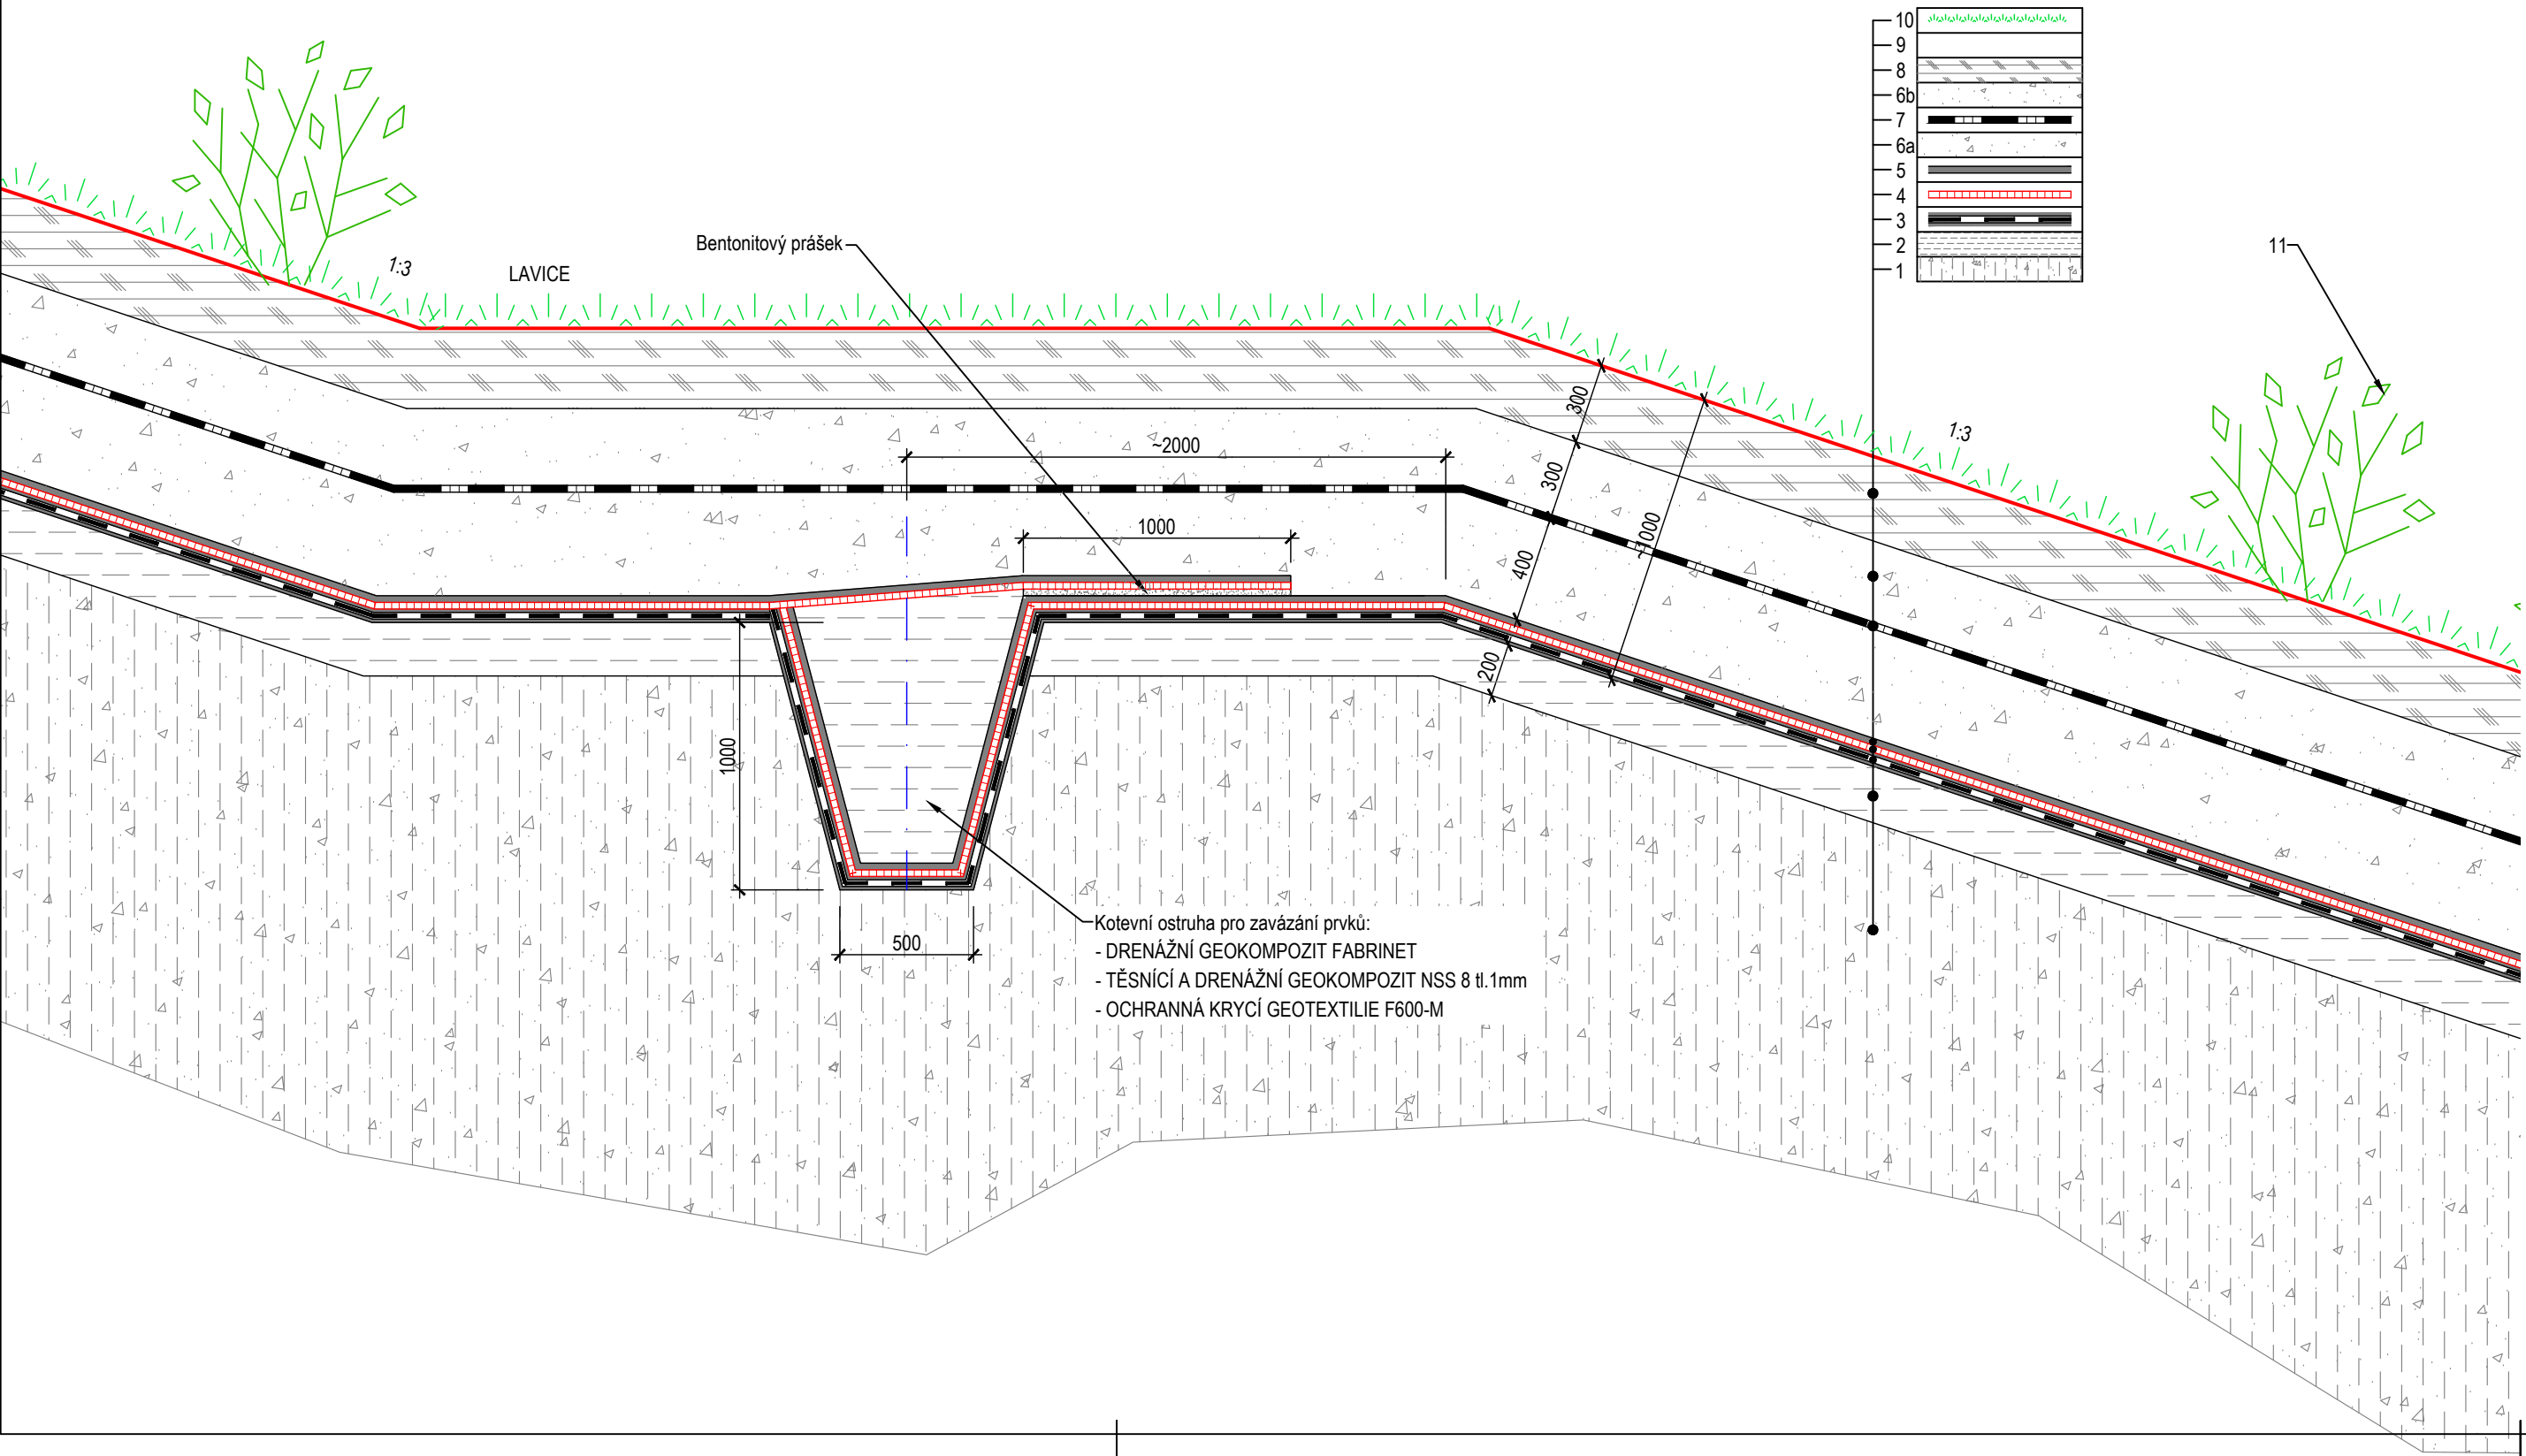 10
9
8
6b
7
6a
5
4
3
2
1
11
Bentonitový prášek
1:3
LAVICE
1:3
300
300
400
~1000
200
~2000
1000
1000
500
Kotevní ostruha pro zavázání prvků:
- DRENÁŽNÍ GEOKOMPOZIT FABRINET
- TĚSNÍCÍ A DRENÁŽNÍ GEOKOMPOZIT NSS 8 tl.1mm
- OCHRANNÁ KRYCÍ GEOTEXTILIE F600-M